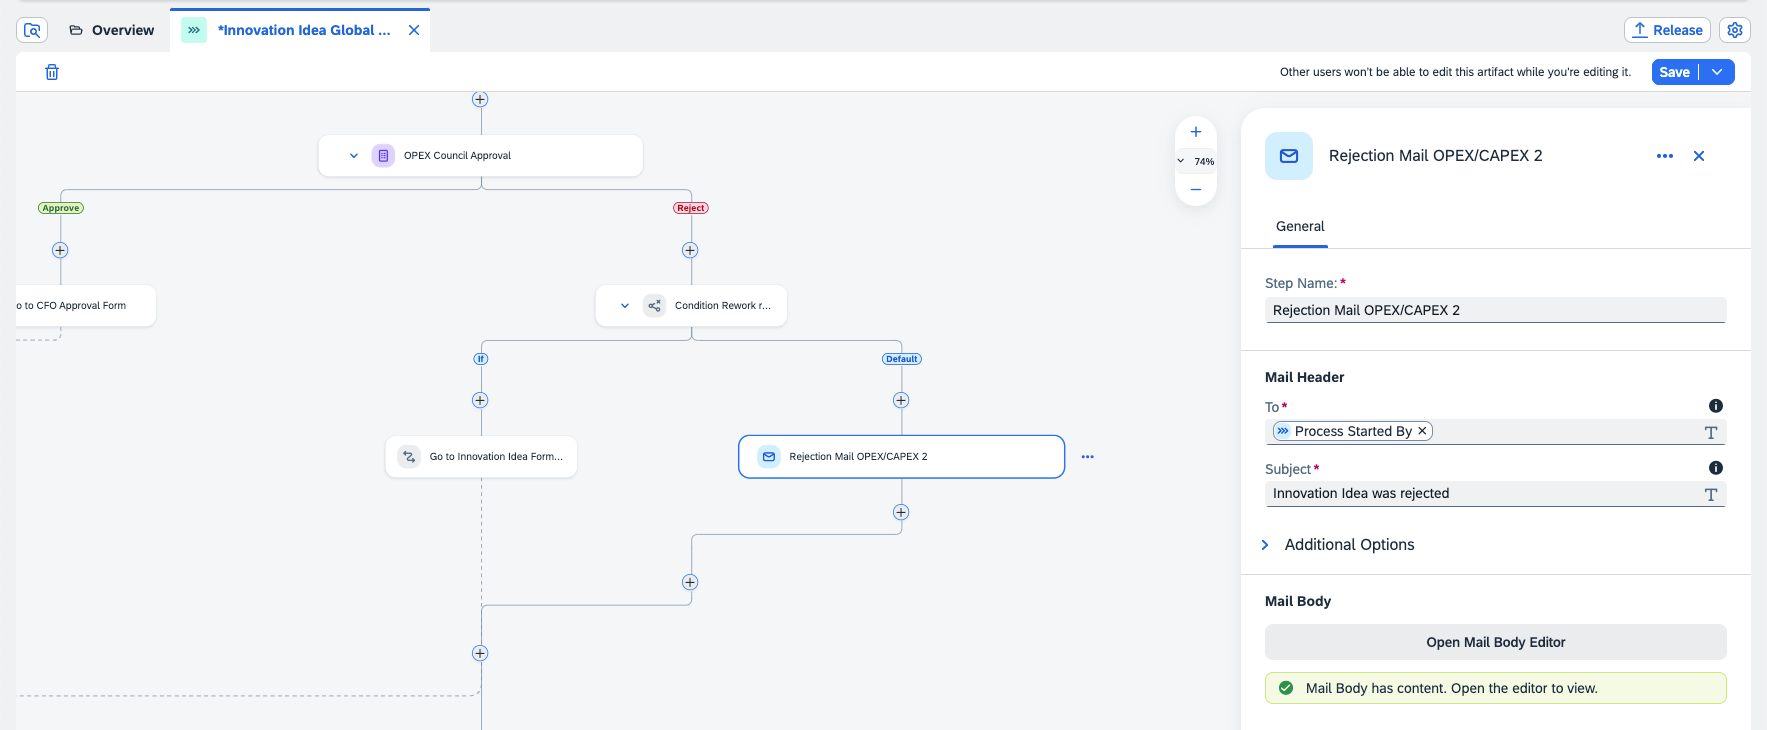 Overview
*Innovation Idea Global ...
Release
Other users won't be able to edit this artifact while you're editing it.
Save
OPEX Council Approval
74%
Approve
Reject
o to CFO Approval Form
Condition Rework r...
If
Default
Go to Innovation Idea Form...
Rejection Mail OPEX/CAPEX 2
Rejection Mail OPEX/CAPEX 2
General
Step Name:*
Rejection Mail OPEX/CAPEX 2
Mail Header
To*
Process Started By
Subject*
Innovation Idea was rejected
Additional Options
Mail Body
Open Mail Body Editor
Mail Body has content. Open the editor to view.